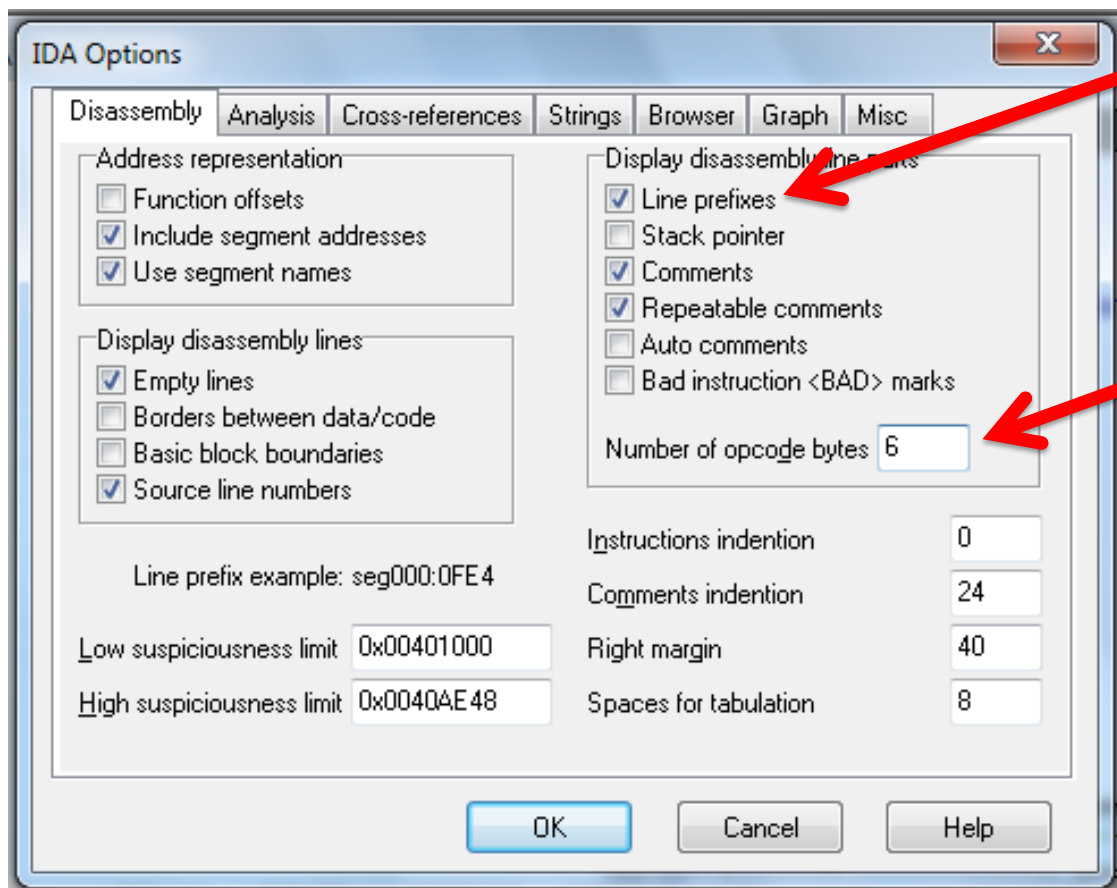 IDA Options
Disassembly Analysis Cross-references Strings Browser Graph Misc
Address representation
Function offsets
Include segment addresses
Use segment names
Display disassembly lines
Empty lines
Borders between data/code
Basic block boundaries
Source line numbers
Line prefix example: seg000:0FE4
Low suspiciousness limit 0x00401000
High suspiciousness limit 0x0040AE48
Display disassembly line parts
Line prefixes
Stack pointer
Comments
Repeatable comments
Auto comments
Bad instruction <BAD> marks
Number of opcode bytes 6
Instructions indention 0
Comments indention 24
Right margin 40
Spaces for tabulation 8
OK Cancel Help